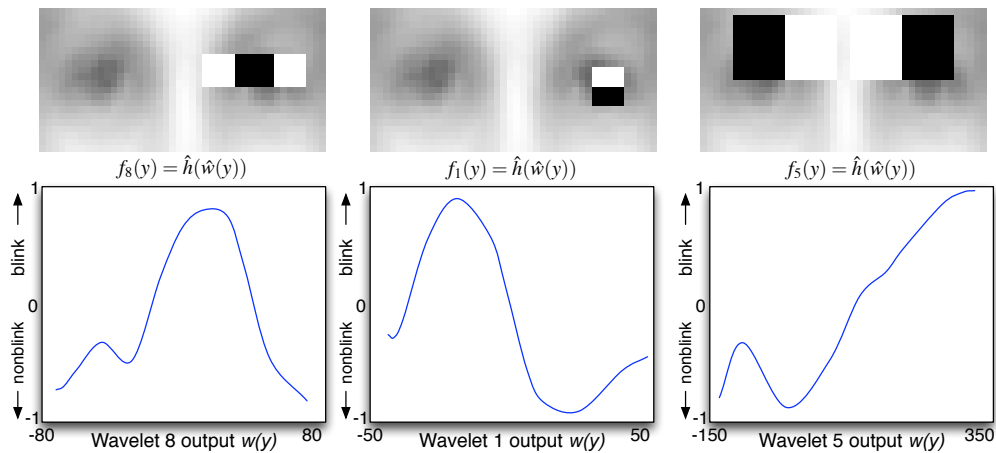 f₈(y) = ĥ(ŵ(y))
1
blink
0
nonblink
-1
-80
Wavelet 8 output w(y)
80
f₁(y) = ĥ(ŵ(y))
1
blink
0
nonblink
-1
-50
Wavelet 1 output w(y)
50
f₅(y) = ĥ(ŵ(y))
1
blink
0
nonblink
-1
-150
Wavelet 5 output w(y)
350